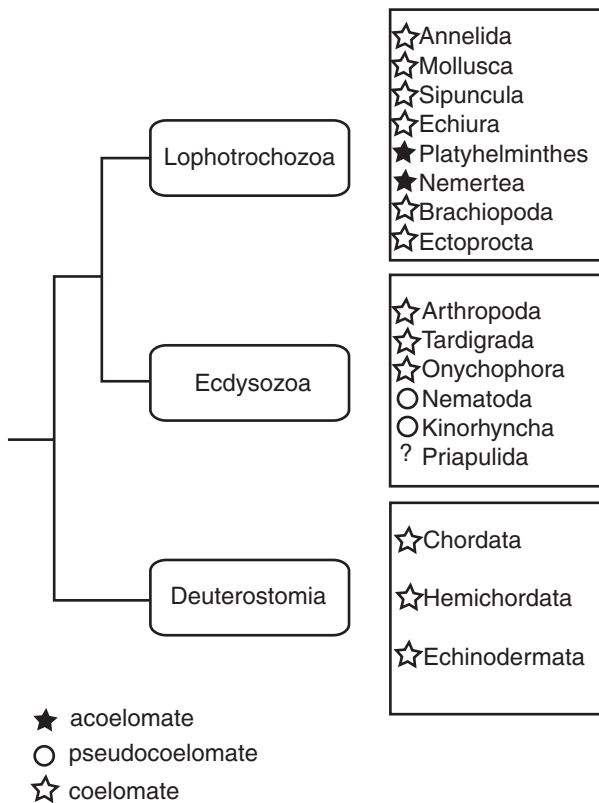 Annelida
Mollusca
Sipuncula
Echiura
Lophotrochozoa
Platyhelminthes
Nemertea
Brachiopoda
Ectoprocta
Arthropoda
Tardigrada
Onychophora
Ecdysozoa
Nematoda
Kinorhyncha
? Priapulida
Chordata
Deuterostomia
Hemichordata
Echinodermata
acoelomate
pseudocoelomate
coelomate